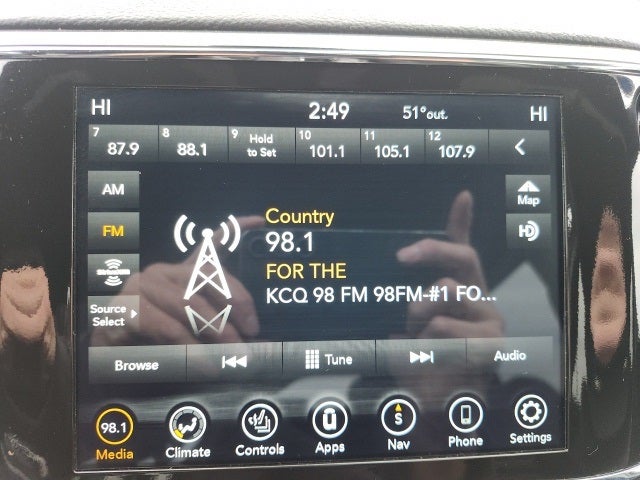 HI 2:49 51°out. HI
7 87.9 8 88.1 9 Hold to Set 10 101.1 11 105.1 12 107.9 <
AM
Map
FM
HD
SiriusXM
Source Select
Country
98.1
FOR THE
KCQ 98 FM 98FM-#1 FO...
Browse Tune Audio
98.1 S
Media Climate Controls Apps Nav Phone Settings